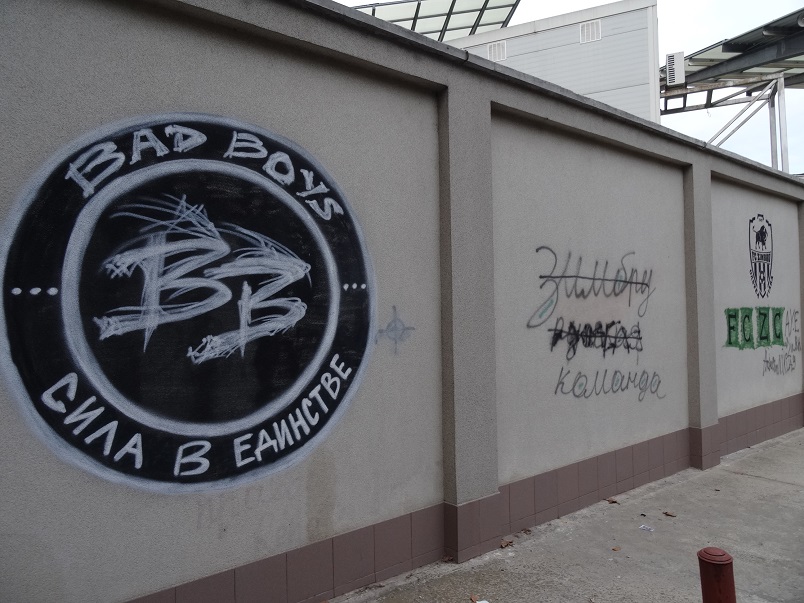 BAD BOYS
BB
СИЛА В ЕДИНСТВЕ
Зимбру
команда
FCZC